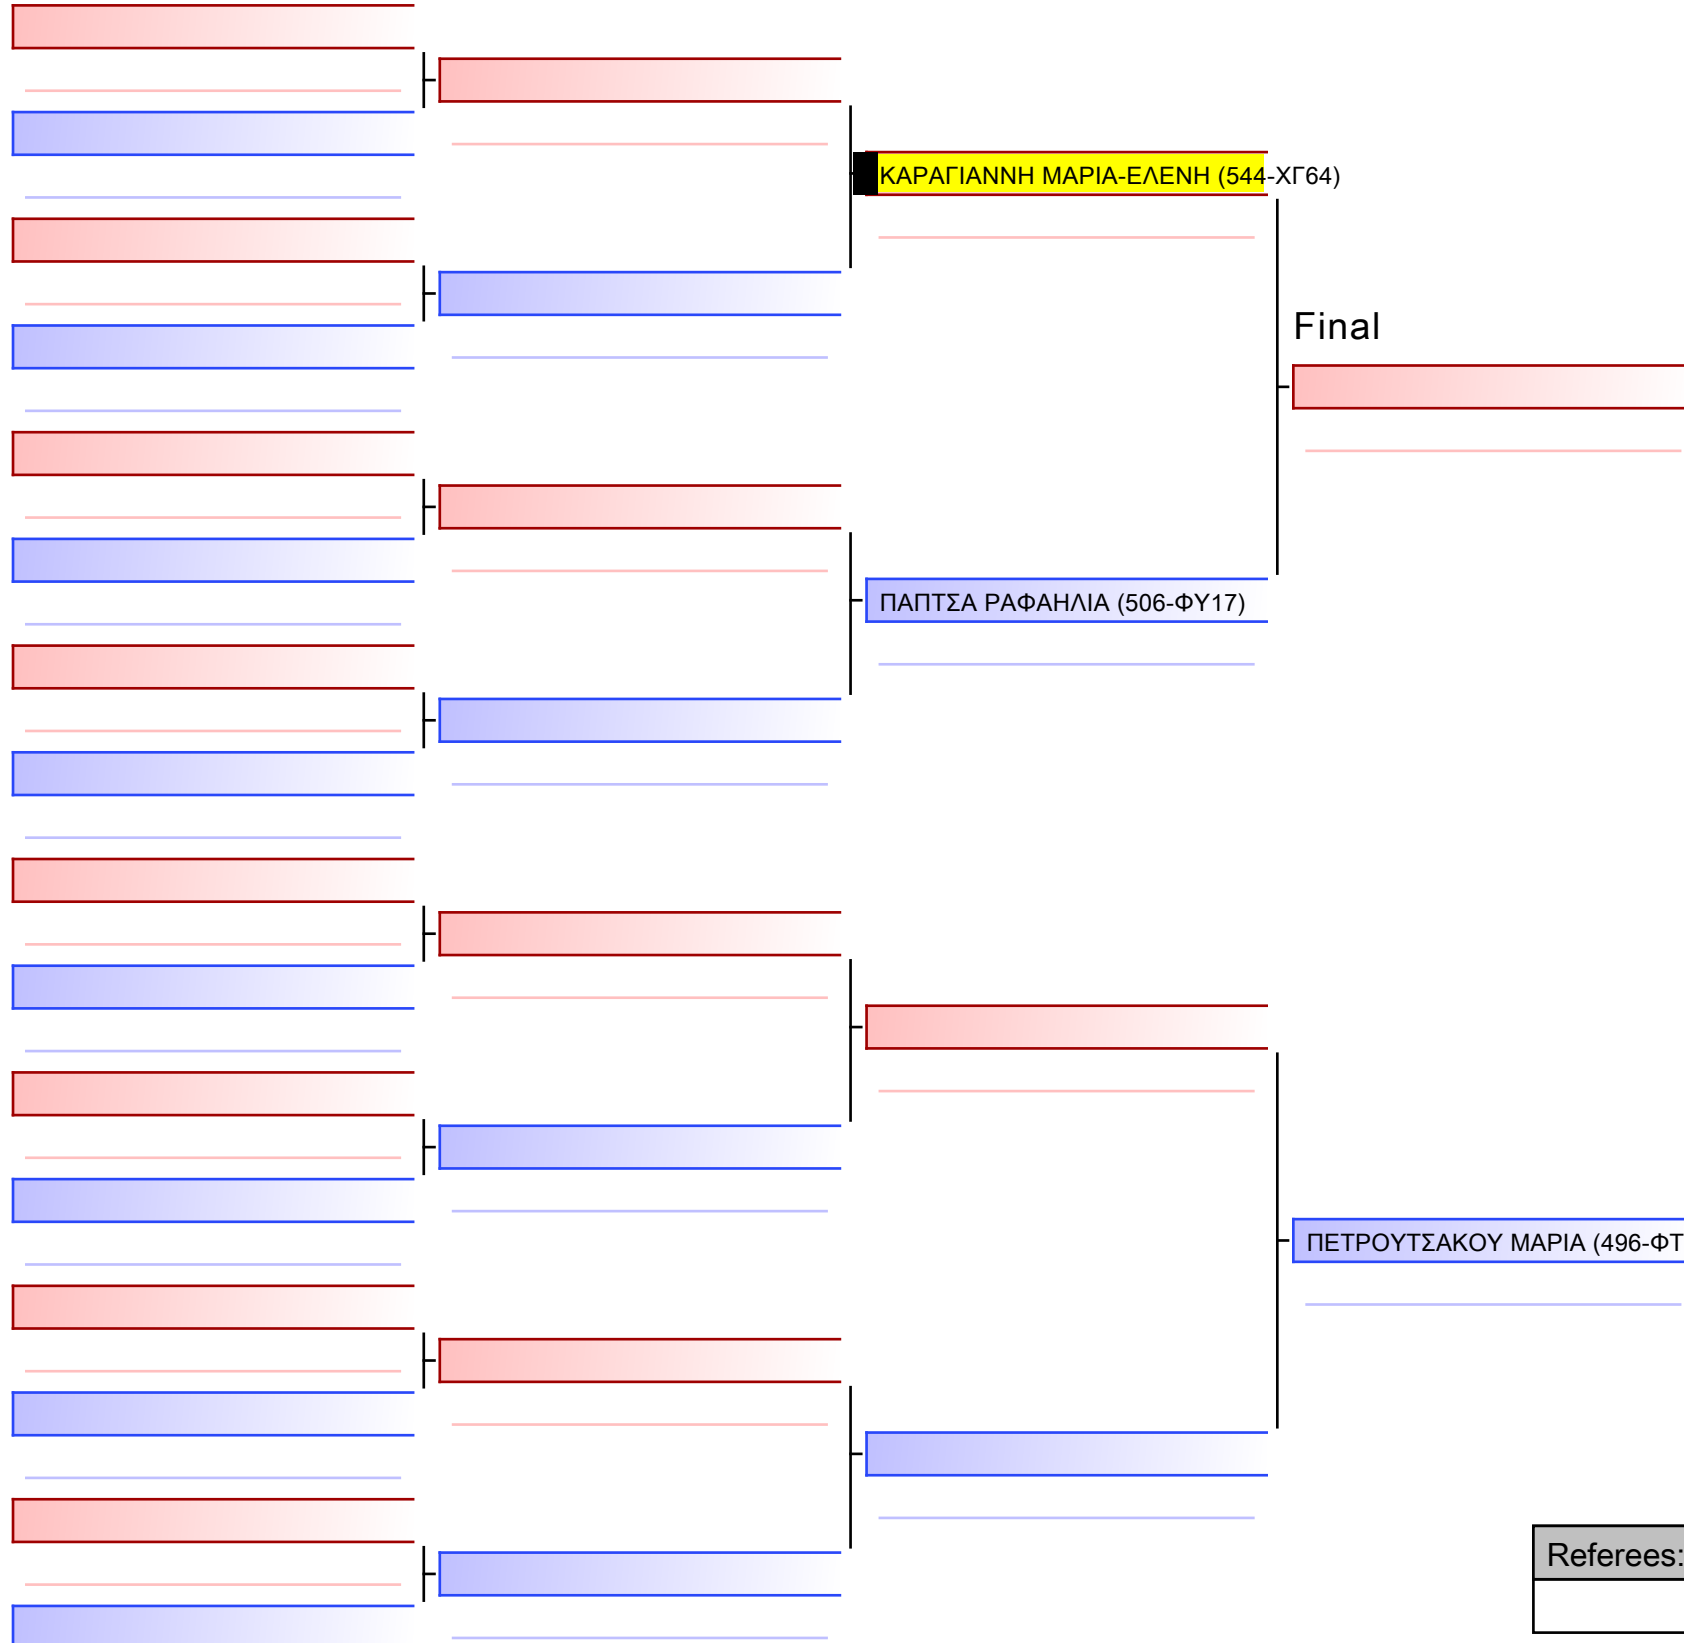 ΚΑΡΑΓΙΑΝΝΗ ΜΑΡΙΑ-ΕΛΕΝΗ (544-ΧΓ64)
Final
ΠΑΠΤΣΑ ΡΑΦΑΗΛΙΑ (506-ΦΥ17)
ΠΕΤΡΟΥΤΣΑΚΟΥ ΜΑΡΙΑ (496-ΦΤ
Referees: